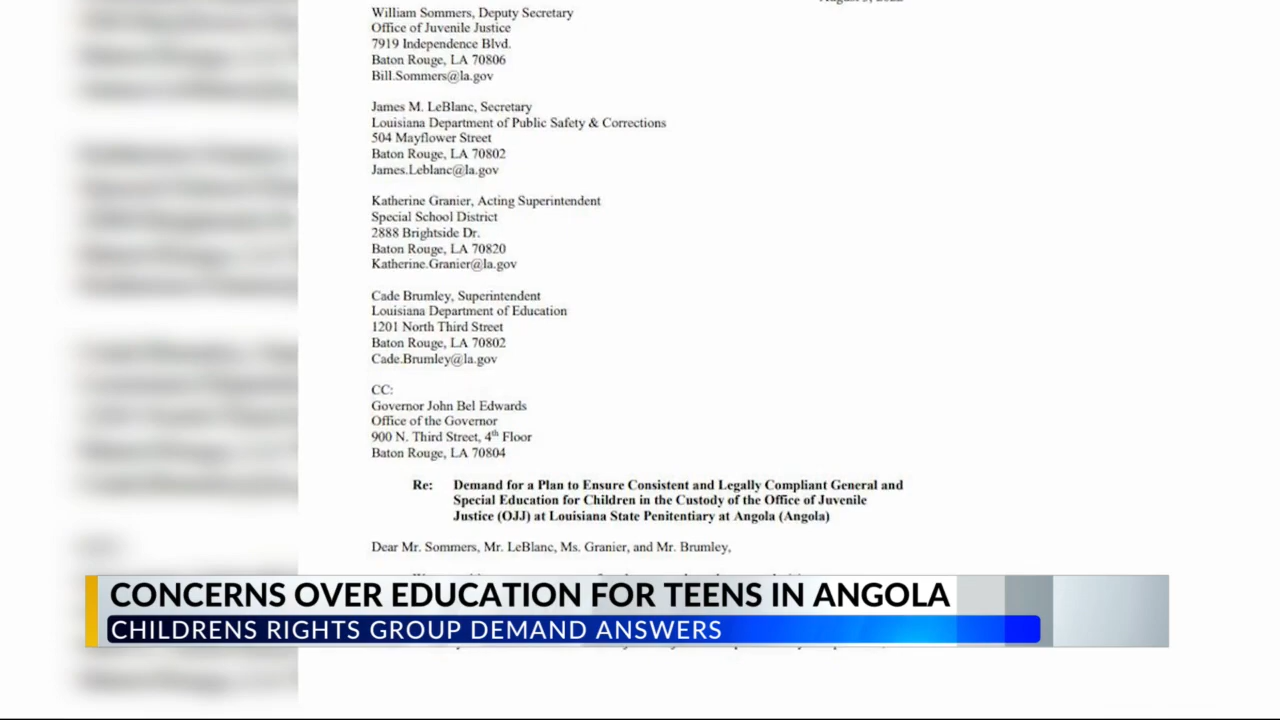 William Sommers, Deputy Secretary
Office of Juvenile Justice
7919 Independence Blvd.
Baton Rouge, LA 70806
Bill.Sommers@la.gov
James M. LeBlanc, Secretary
Louisiana Department of Public Safety & Corrections
504 Mayflower Street
Baton Rouge, LA 70802
James.Leblanc@la.gov
Katherine Granier, Acting Superintendent
Special School District
2888 Brightside Dr.
Baton Rouge, LA 70820
Katherine.Granier@la.gov
Cade Brumley, Superintendent
Louisiana Department of Education
1201 North Third Street
Baton Rouge, LA 70802
Cade.Brumley@la.gov
CC:
Governor John Bel Edwards
Office of the Governor
900 N. Third Street, 4th Floor
Baton Rouge, LA 70804
Re: Demand for a Plan to Ensure Consistent and Legally Compliant General and
Special Education for Children in the Custody of the Office of Juvenile
Justice (OJJ) at Louisiana State Penitentiary at Angola (Angola)
Dear Mr. Sommers, Mr. LeBlanc, Ms. Granier, and Mr. Brumley,
CONCERNS OVER EDUCATION FOR TEENS IN ANGOLA
CHILDRENS RIGHTS GROUP DEMAND ANSWERS